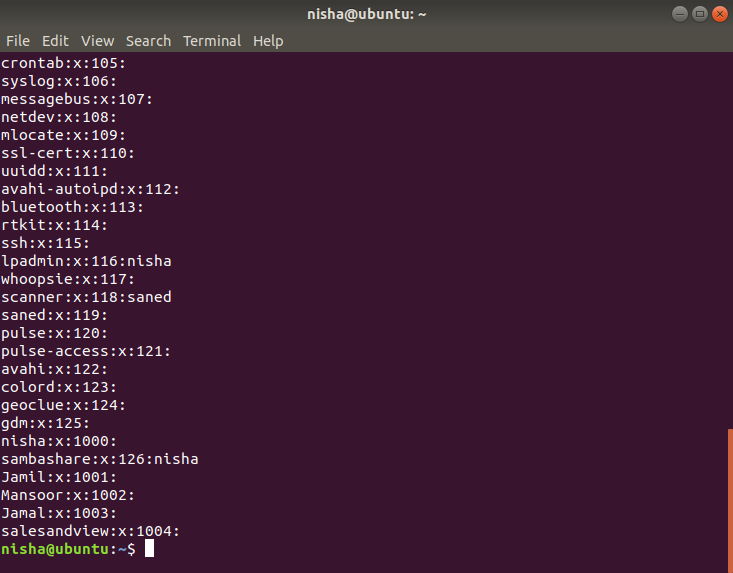 nisha@ubuntu: ~
File Edit View Search Terminal Help
crontab:x:105:
syslog:x:106:
messagebus:x:107:
netdev:x:108:
mlocate:x:109:
ssl-cert:x:110:
uuidd:x:111:
avahi-autoipd:x:112:
bluetooth:x:113:
rtkit:x:114:
ssh:x:115:
lpadmin:x:116:nisha
whoopsie:x:117:
scanner:x:118:saned
saned:x:119:
pulse:x:120:
pulse-access:x:121:
avahi:x:122:
colord:x:123:
geoclue:x:124:
gdm:x:125:
nisha:x:1000:
sambashare:x:126:nisha
Jamil:x:1001:
Mansoor:x:1002:
Jamal:x:1003:
salesandview:x:1004:
nisha@ubuntu:~$